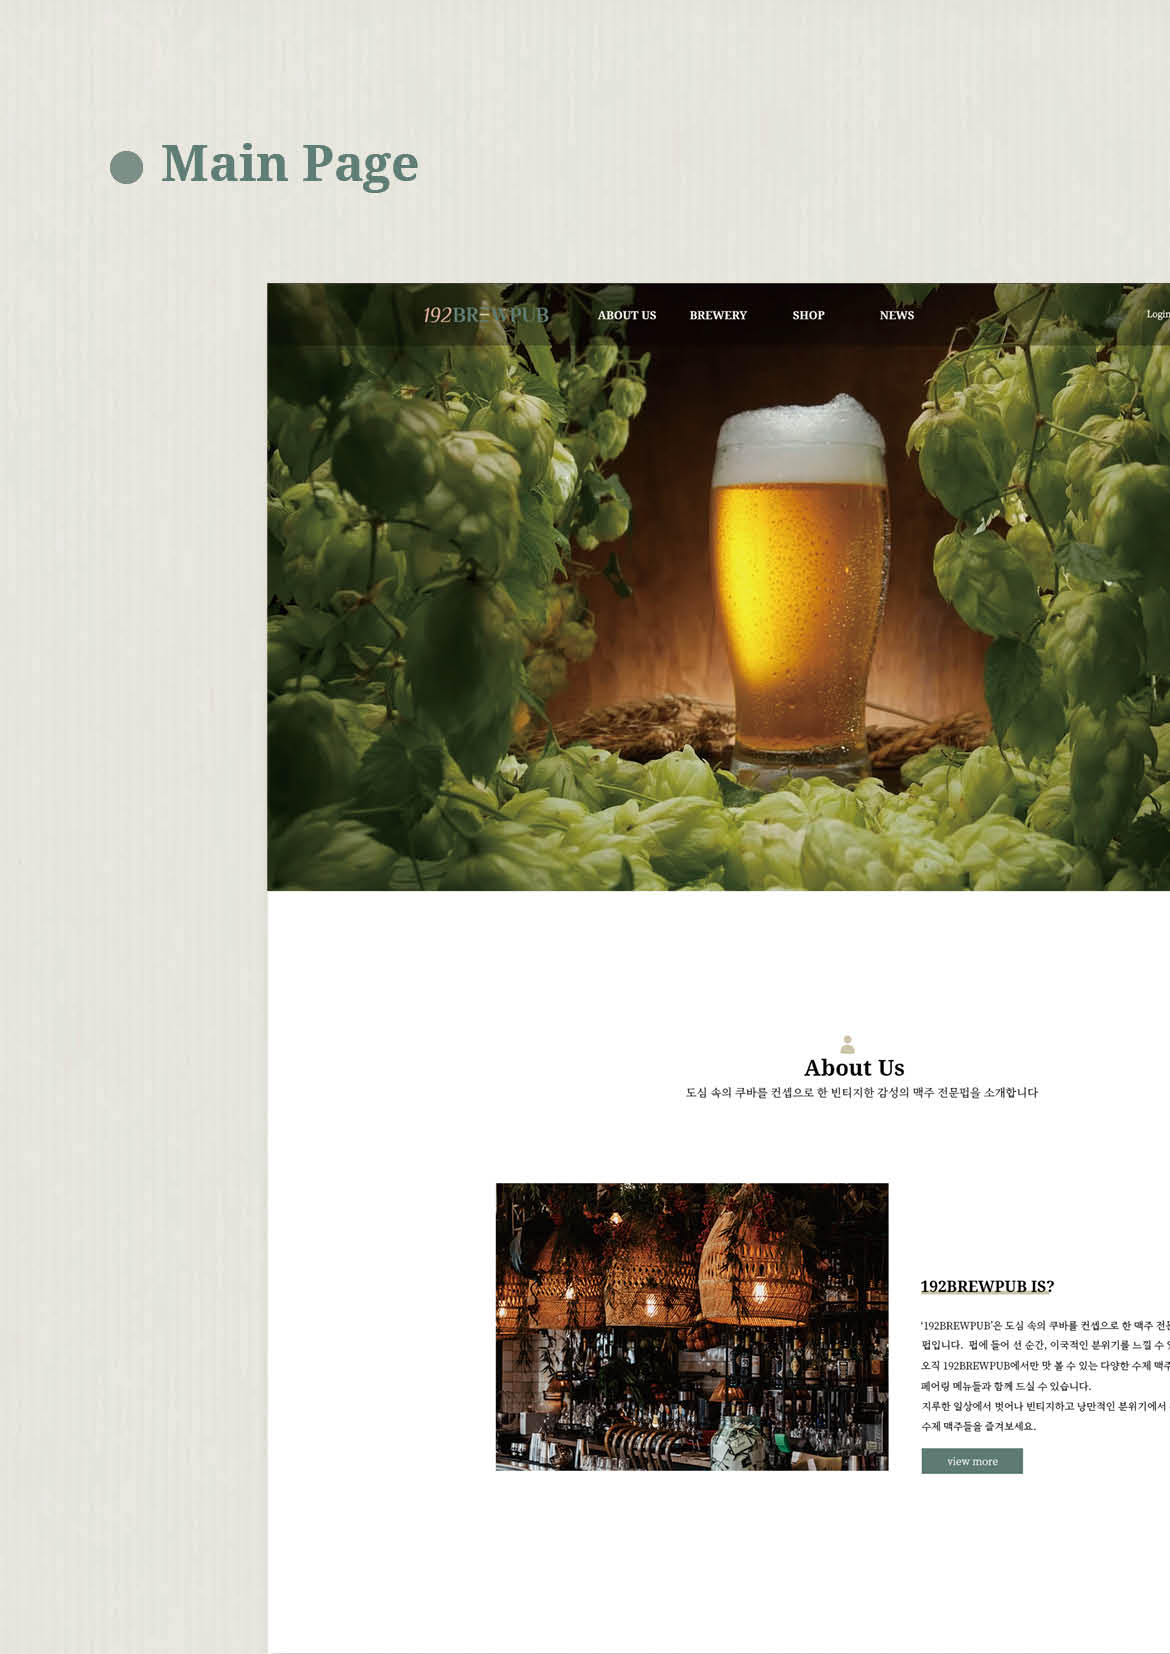 Main Page
192BREWPUB
ABOUT US BREWERY SHOP NEWS Login
About Us
도심 속의 쿠바를 컨셉으로 한 빈티지한 감성의 맥주 전문펍을 소개합니다
192BREWPUB IS?
‘192BREWPUB’은 도심 속의 쿠바를 컨셉으로 한 맥주
펍입니다. 펍에 들어 선 순간, 이국적인 분위기를 느낄 수
오직 192BREWPUB에서만 맛 볼 수 있는 다양한 수제 맥주
페어링 메뉴들과 함께 드실 수 있습니다.
지루한 일상에서 벗어나 빈티지하고 낭만적인 분위기에서
수제 맥주들을 즐겨보세요.
view more